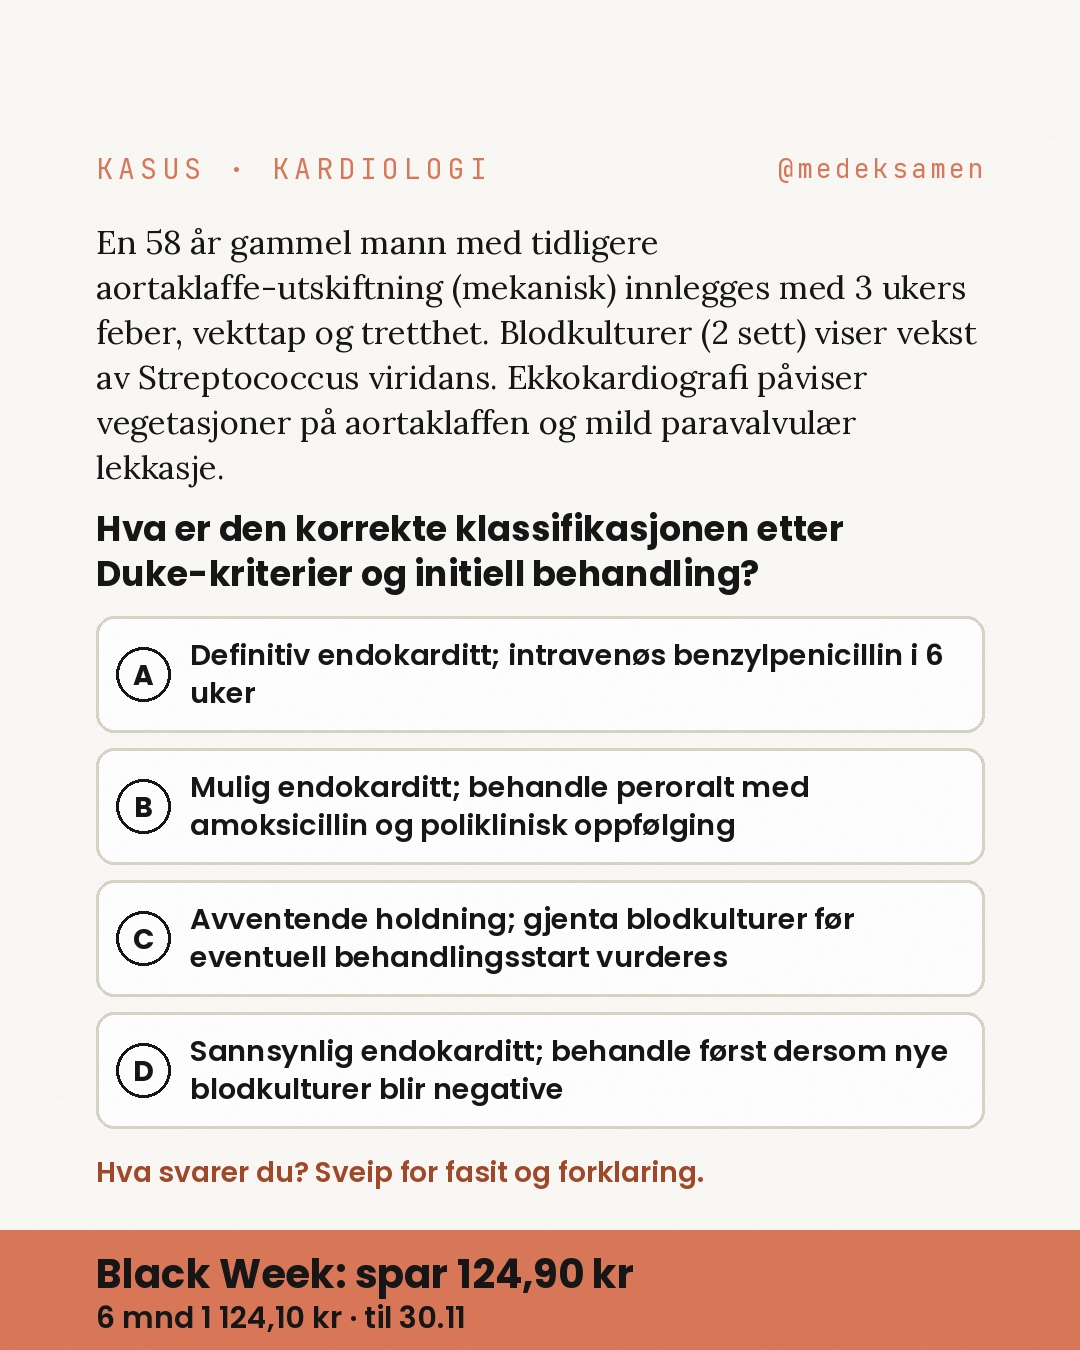 KASUS · KARDIOLOGI
@medeksamen
En 58 år gammel mann med tidligere
aortaklaffe-utskiftning (mekanisk) innlegges med 3 ukers
feber, vekttap og tretthet. Blodkulturer (2 sett) viser vekst
av Streptococcus viridans. Ekkokardiografi påviser
vegetasjoner på aortaklaffen og mild paravalvulær
lekkasje.
Hva er den korrekte klassifikasjonen etter
Duke-kriterier og initiell behandling?
A
Definitiv endokarditt; intravenøs benzylpenicillin i 6
uker
B
Mulig endokarditt; behandle peroralt med
amoksicillin og poliklinisk oppfølging
C
Avventende holdning; gjenta blodkulturer før
eventuell behandlingsstart vurderes
D
Sannsynlig endokarditt; behandle først dersom nye
blodkulturer blir negative
Hva svarer du? Sveip for fasit og forklaring.
Black Week: spar 124,90 kr
6 mnd 1 124,10 kr · til 30.11